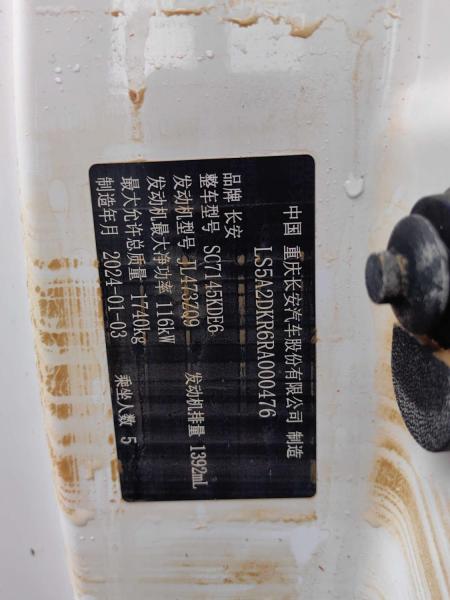 中国 重庆长安汽车股份有限公司 制造
LS5A2DKR6RA000476
品牌 长安
整车型号 SC7145KDE6
发动机型号 JL473ZQ9 发动机排量 1392mL
发动机最大净功率 116kW
最大允许总质量 1740kg
制造年月 2024-01-03 乘坐人数 5